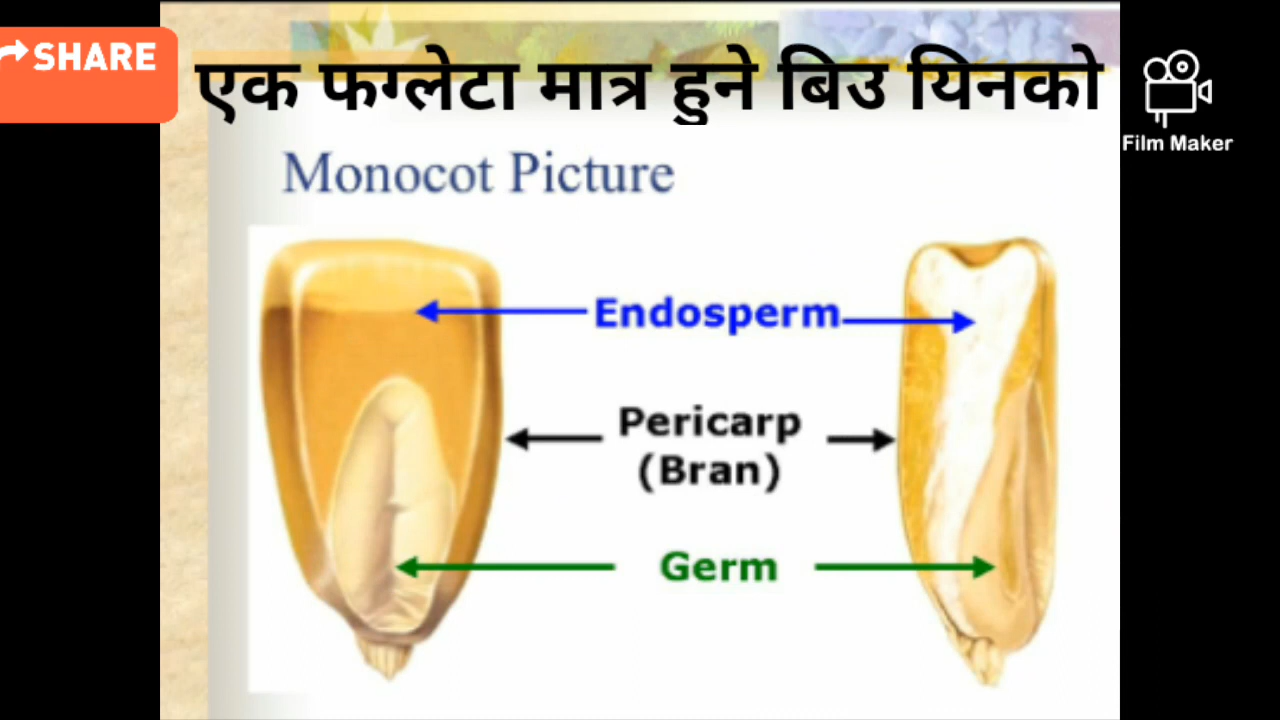 SHARE
एक फग्लेटा मात्र हुने बिउ यिनको
Film Maker
Monocot Picture
Endosperm
Pericarp
(Bran)
Germ